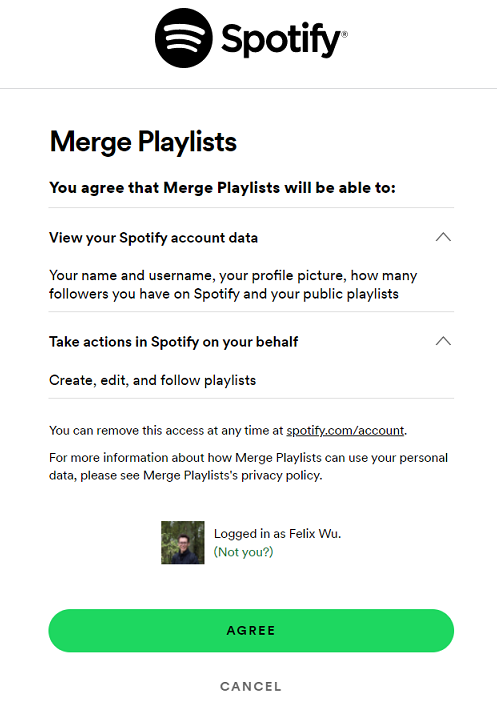 Spotify®
Merge Playlists
You agree that Merge Playlists will be able to:
View your Spotify account data
Your name and username, your profile picture, how many
followers you have on Spotify and your public playlists
Take actions in Spotify on your behalf
Create, edit, and follow playlists
You can remove this access at any time at spotify.com/account.
For more information about how Merge Playlists can use your personal
data, please see Merge Playlists's privacy policy.
Logged in as Felix Wu.
(Not you?)
AGREE
CANCEL